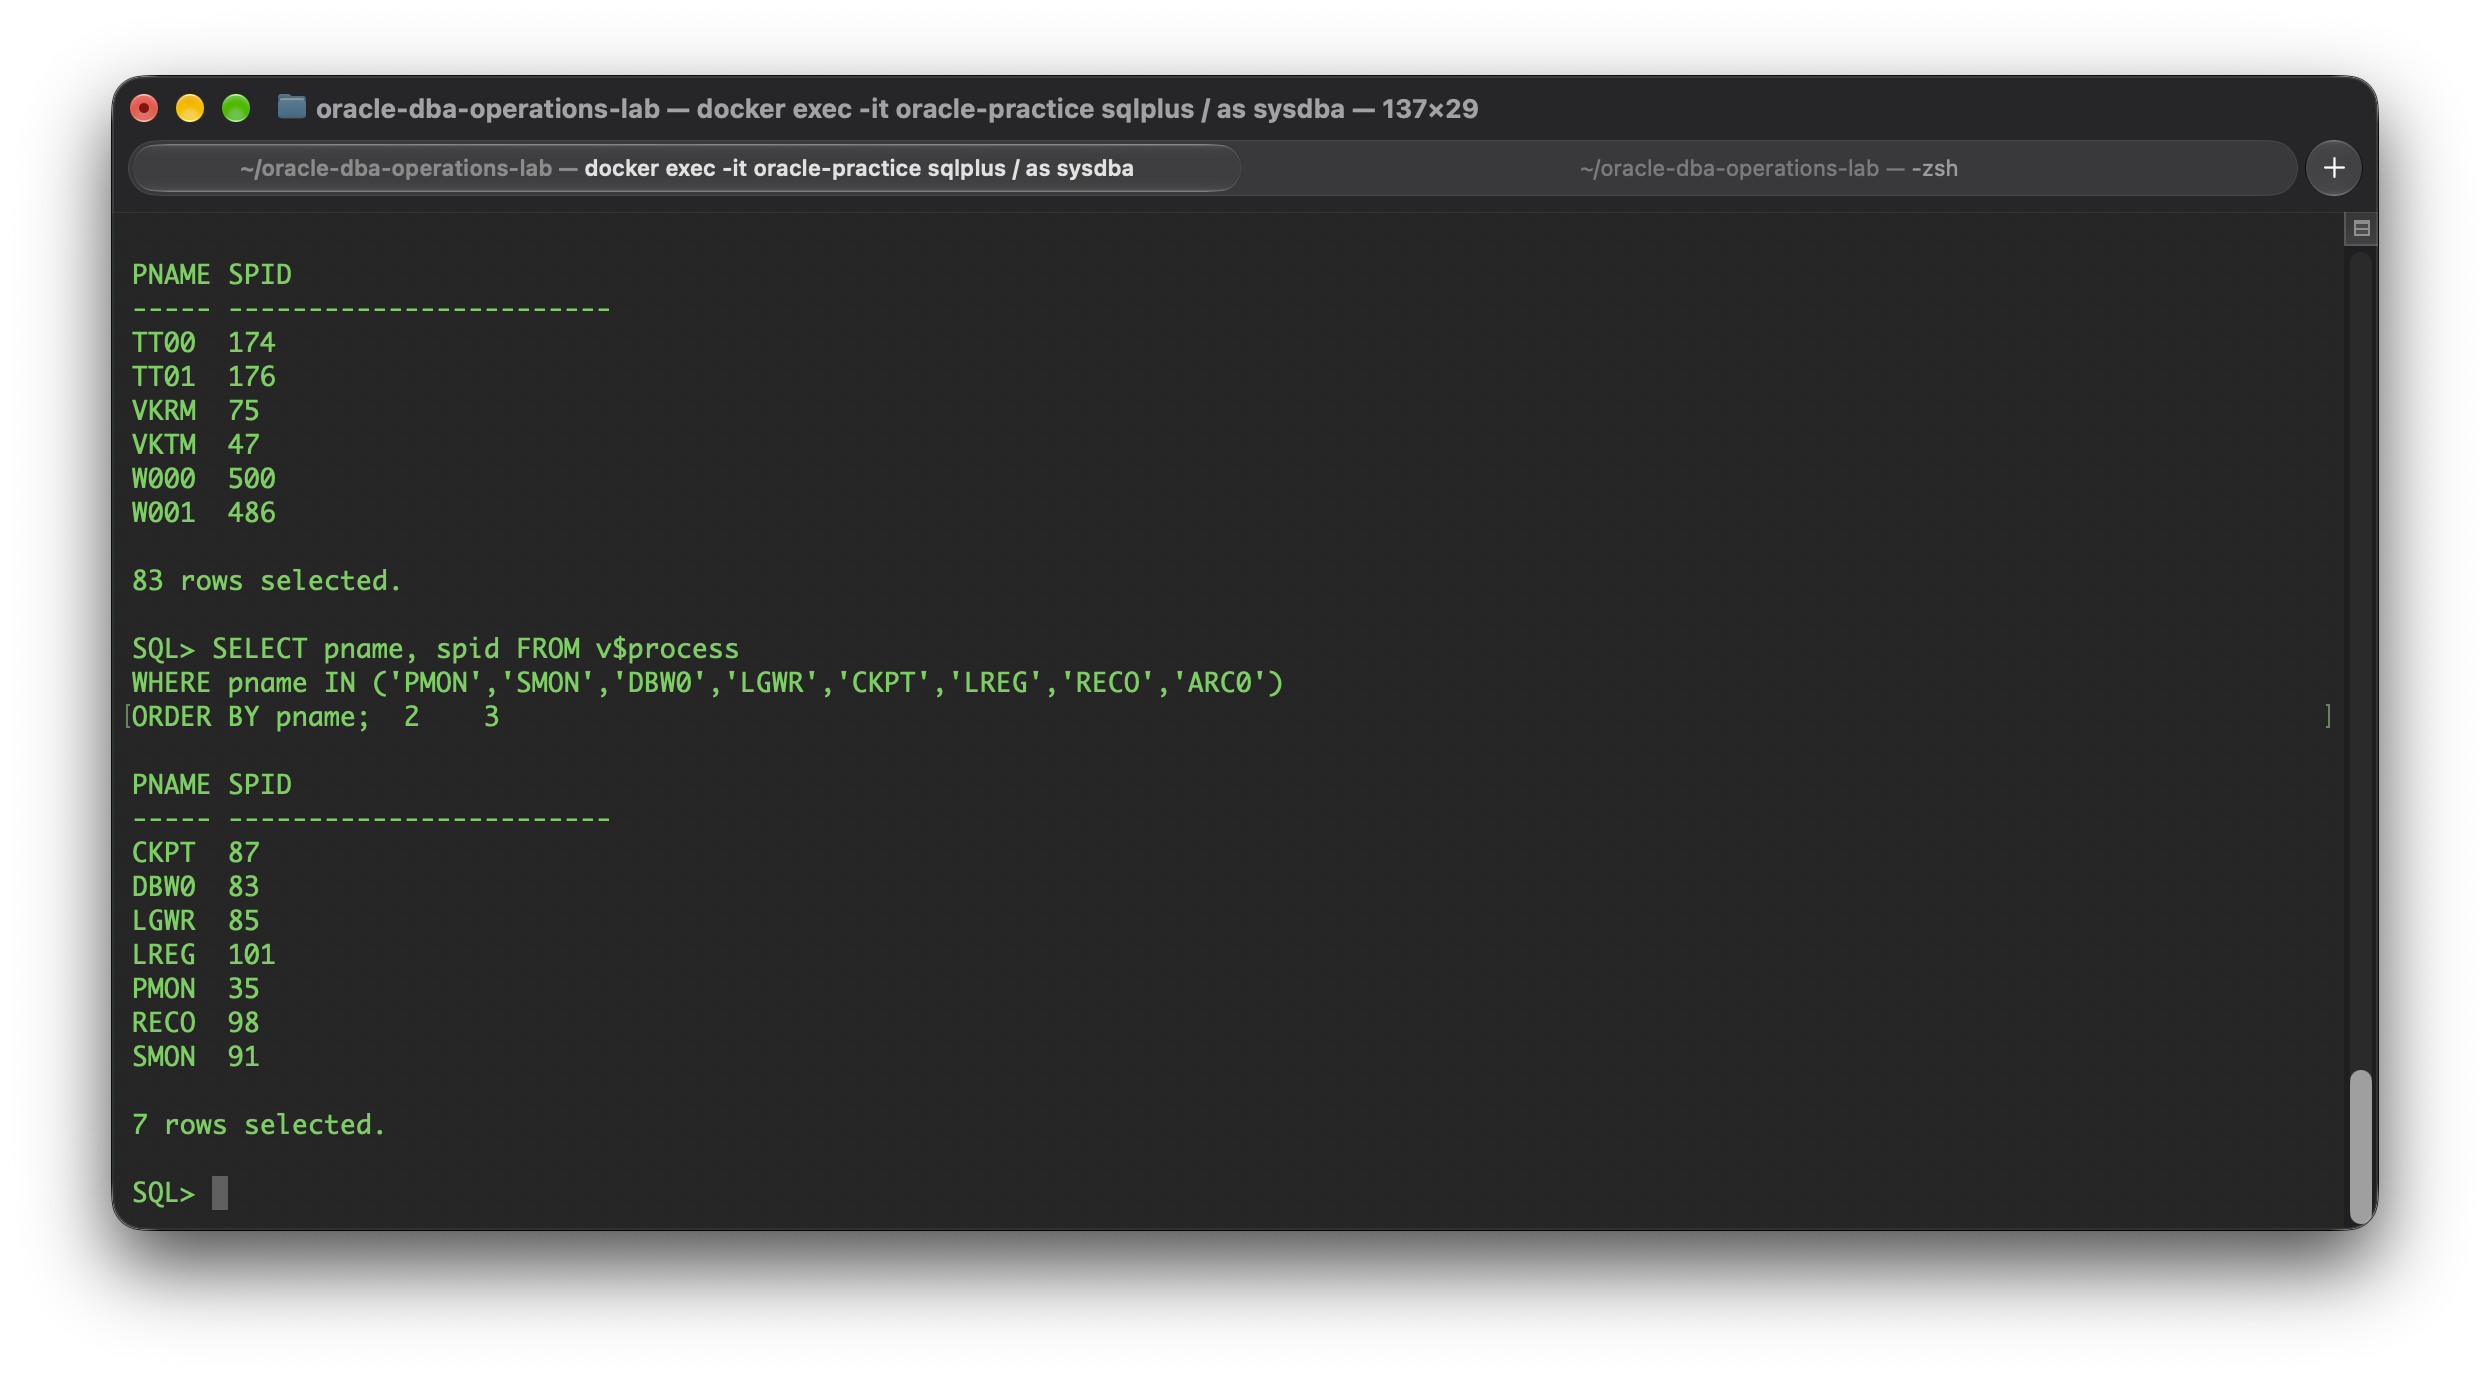 oracle-dba-operations-lab — docker exec -it oracle-practice sqlplus / as sysdba — 137×29
~/oracle-dba-operations-lab — docker exec -it oracle-practice sqlplus / as sysdba
~/oracle-dba-operations-lab — -zsh
+
PNAME SPID
----- ------------------------
TT00  174
TT01  176
VKRM  75
VKTM  47
W000  500
W001  486
83 rows selected.
SQL> SELECT pname, spid FROM v$process
WHERE pname IN ('PMON','SMON','DBW0','LGWR','CKPT','LREG','RECO','ARC0')
[ORDER BY pname;  2    3 ]
PNAME SPID
----- ------------------------
CKPT  87
DBW0  83
LGWR  85
LREG  101
PMON  35
RECO  98
SMON  91
7 rows selected.
SQL>